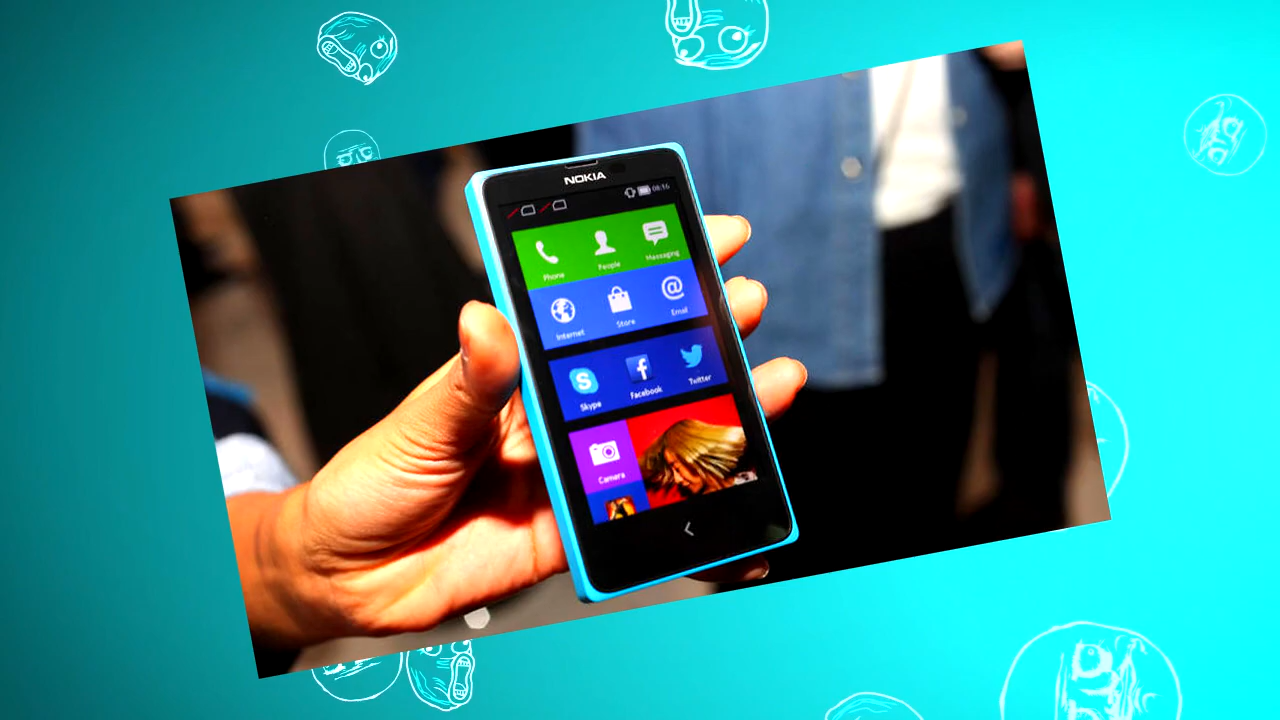 NOKIA
08:16
Phone People Messaging
Internet Store Email
Skype Facebook Twitter
Camera